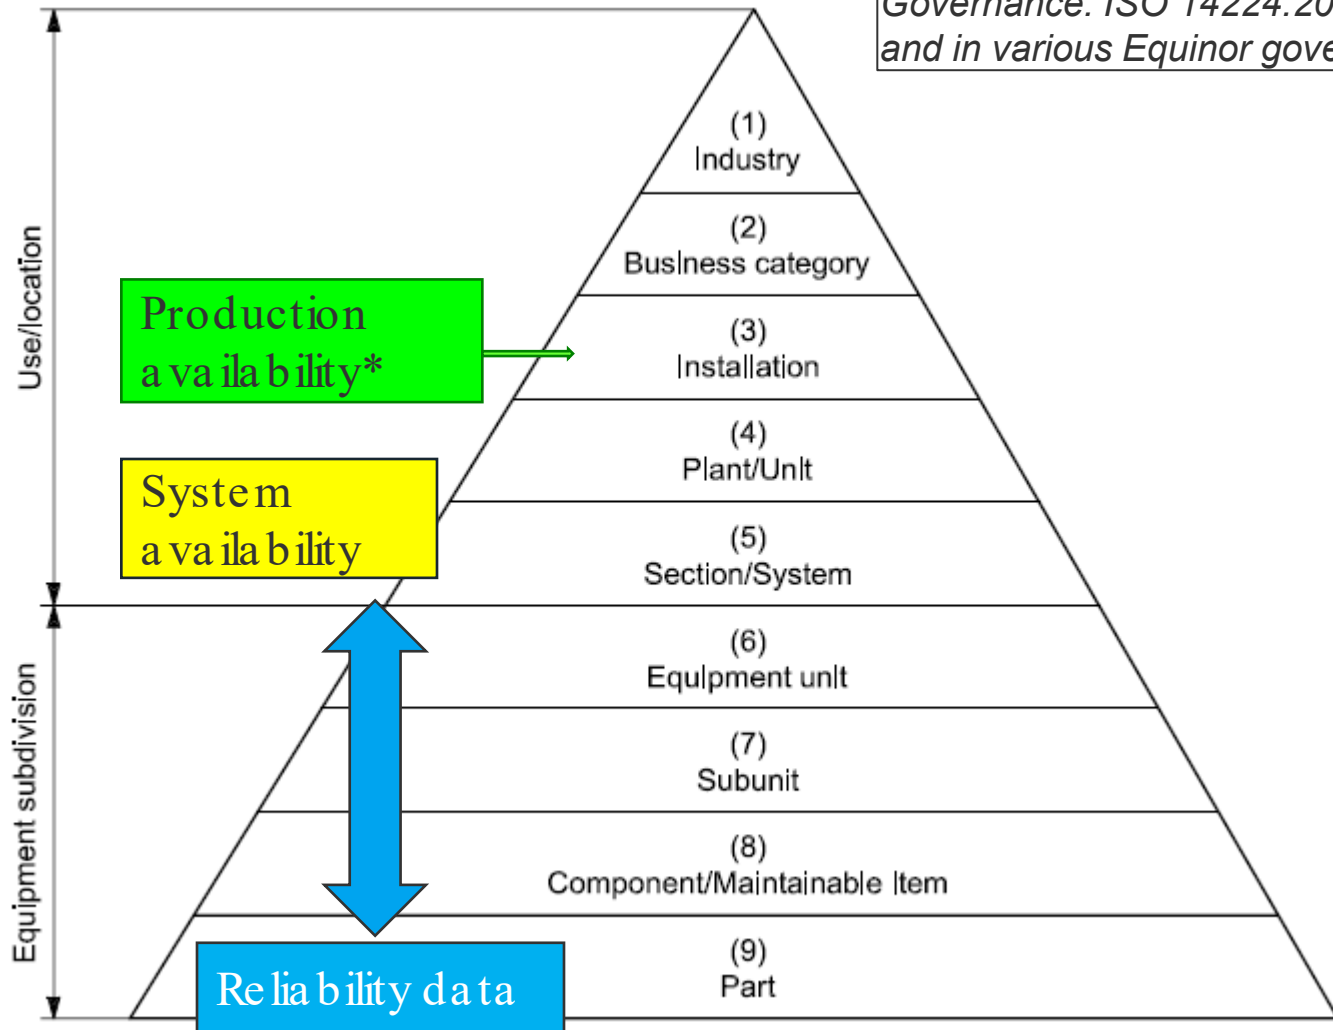 Governance: ISO 14224:20
and in various Equinor gove
(1)
Industry
(2)
Business category
(3)
Installation
(4)
Plant/Unit
(5)
Section/System
(6)
Equipment unit
(7)
Subunit
(8)
Component/Maintainable Item
(9)
Part
Use/location
Equipment subdivision
Production
availability*
System
availability
Reliability data